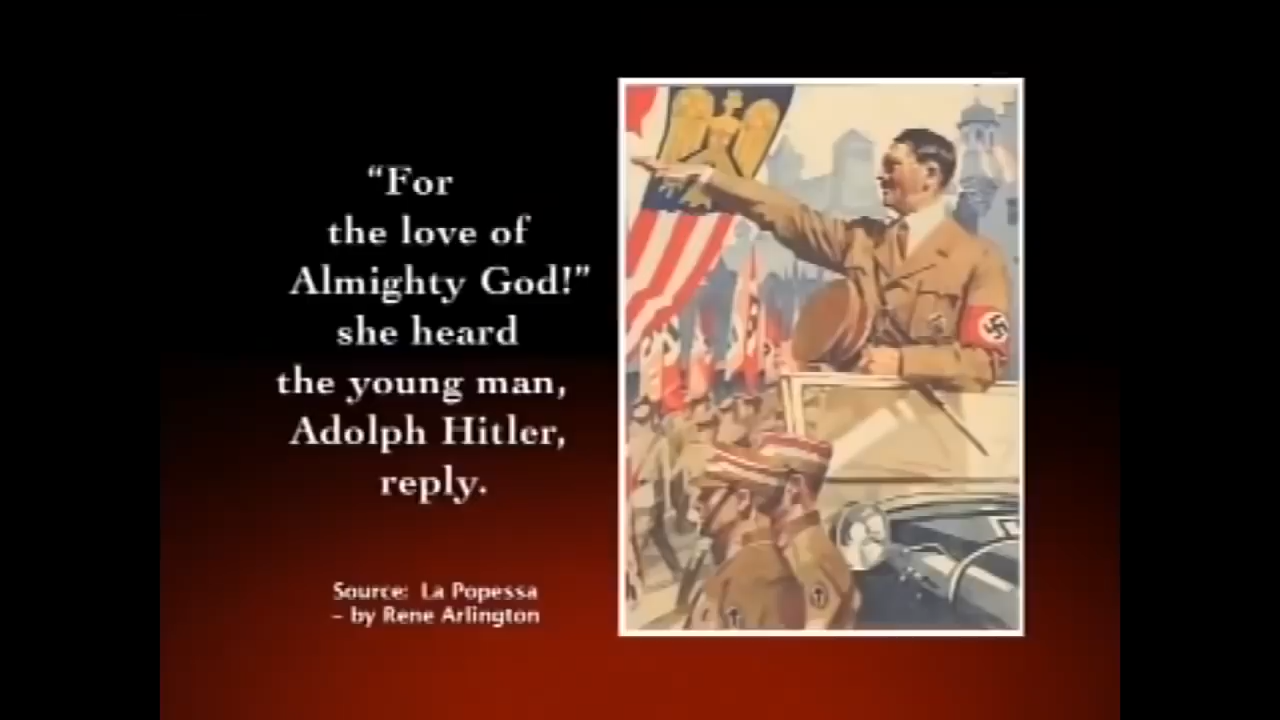 “For
the love of
Almighty God!”
she heard
the young man,
Adolph Hitler,
reply.
Source: La Popessa
– by Rene Arlington